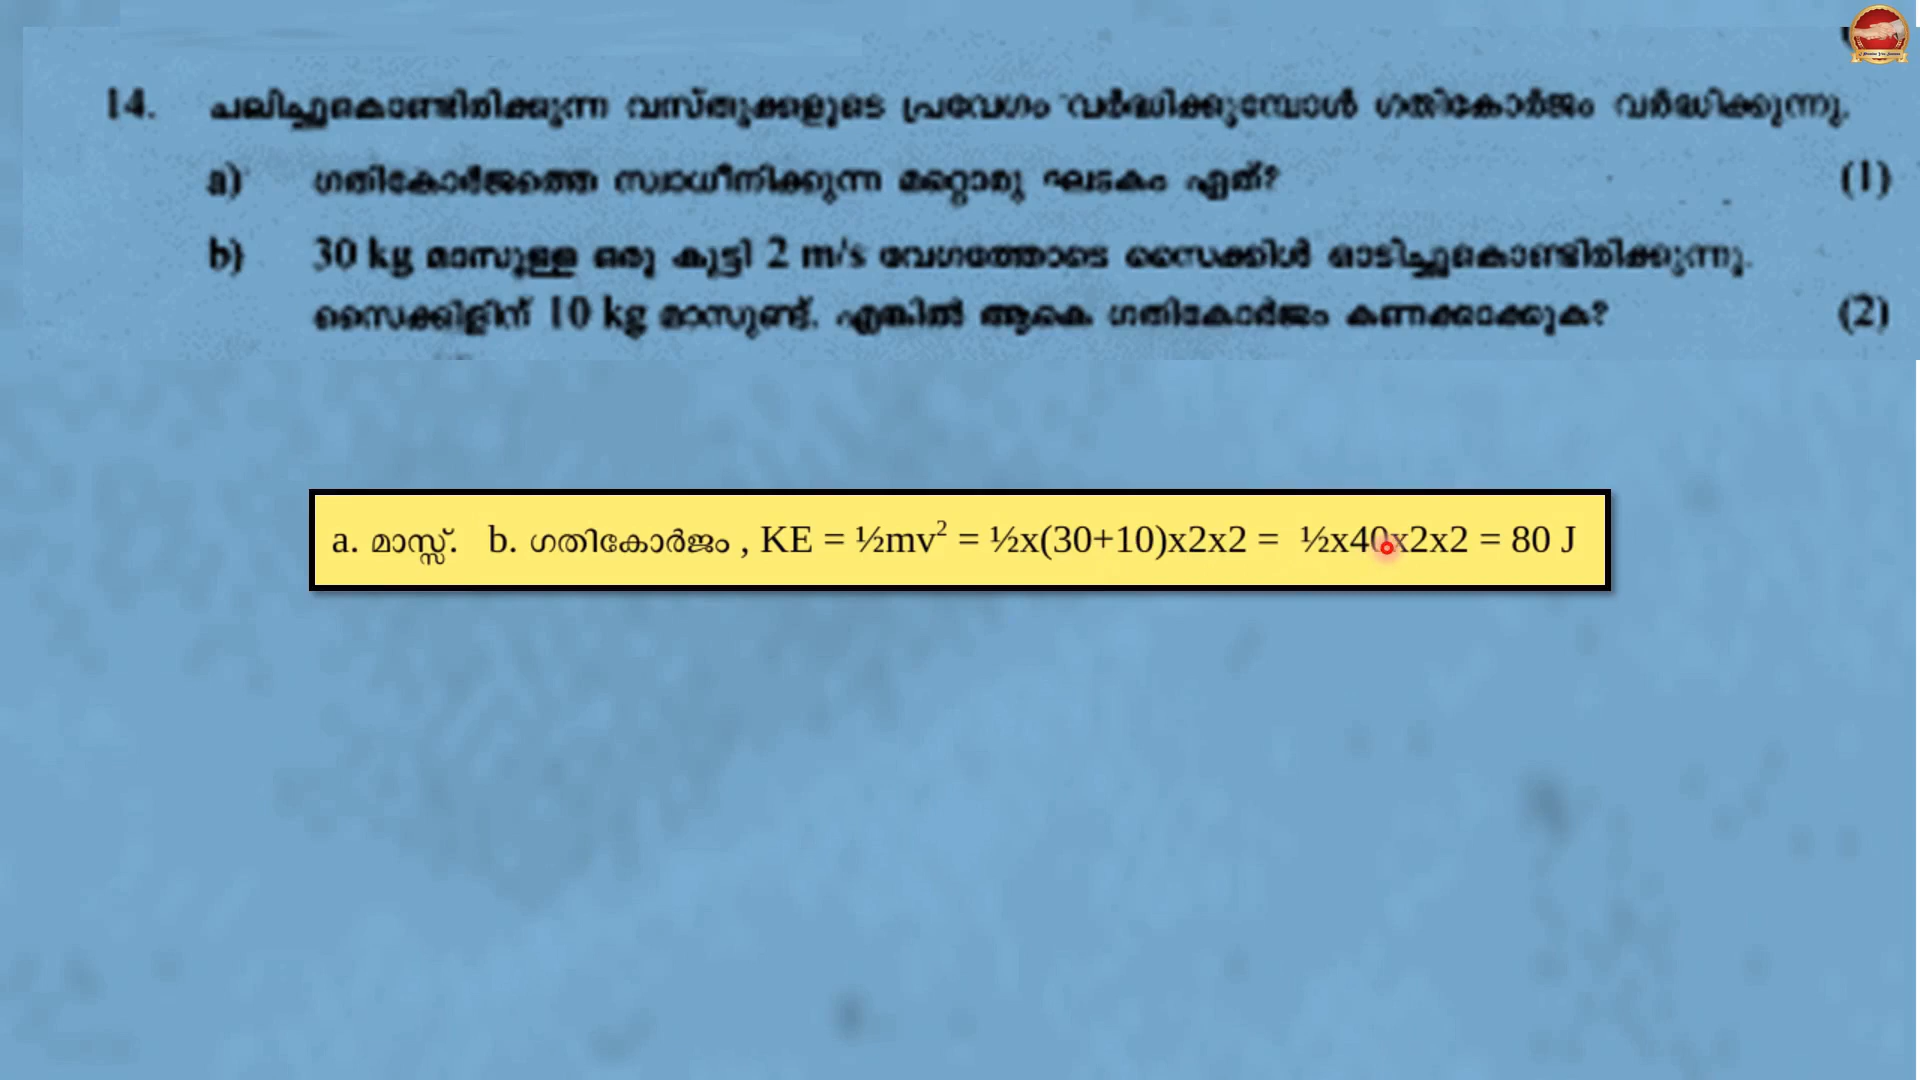 14. ചലിച്ചുകൊണ്ടിരിക്കുന്ന വസ്തുക്കളുടെ പ്രവേഗം വർദ്ധിക്കുമ്പോൾ ഗതികോർജം വർദ്ധിക്കുന്നു.
a) ഗതികോർജത്തെ സ്വാധീനിക്കുന്ന മറ്റൊരു ഘടകം ഏത്? (1)
b) 30 kg മാസുള്ള ഒരു കുട്ടി 2 m/s വേഗത്തോടെ സൈക്കിൾ ഓടിച്ചുകൊണ്ടിരിക്കുന്നു.
സൈക്കിളിന് 10 kg മാസുണ്ട്. എങ്കിൽ ആകെ ഗതികോർജം കണക്കാക്കുക? (2)
a. മാസ്സ്. b. ഗതികോർജം , KE = ½mv² = ½x(30+10)x2x2 = ½x40x2x2 = 80 J